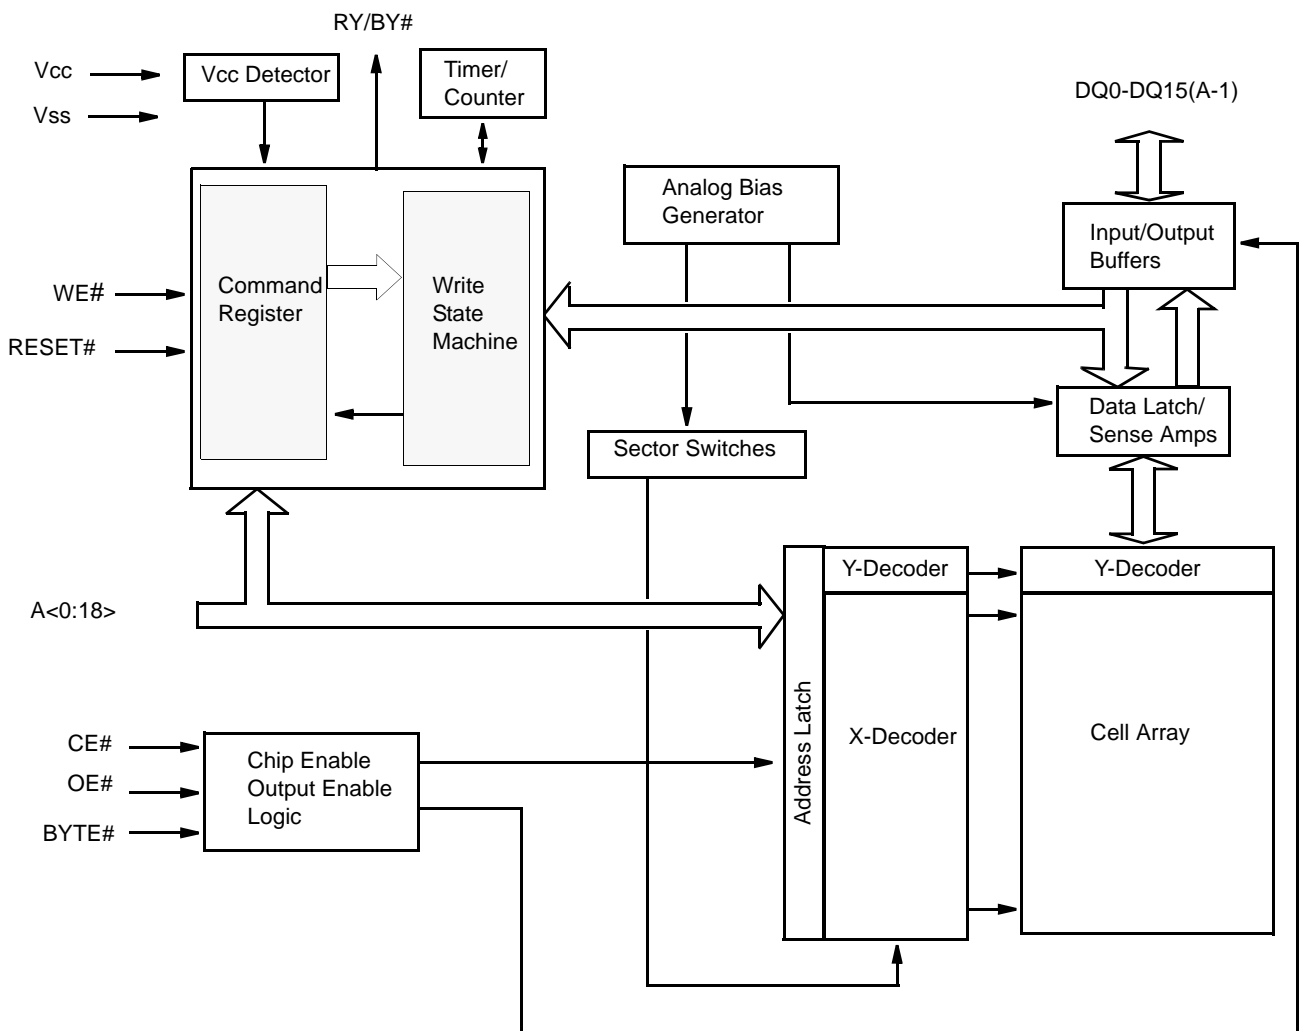 RY/BY#
Vcc
Vss
Vcc Detector
Timer/
Counter
DQ0-DQ15(A-1)
Analog Bias
Generator
Input/Output
Buffers
WE#
RESET#
Command
Register
Write
State
Machine
Data Latch/
Sense Amps
Sector Switches
A<0:18>
Y-Decoder
Y-Decoder
Address Latch
X-Decoder
Cell Array
CE#
OE#
BYTE#
Chip Enable
Output Enable
Logic